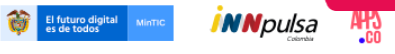 El futuro digital
es de todos
MinTIC
iNNpulsa
Colombia
APPS
.CO